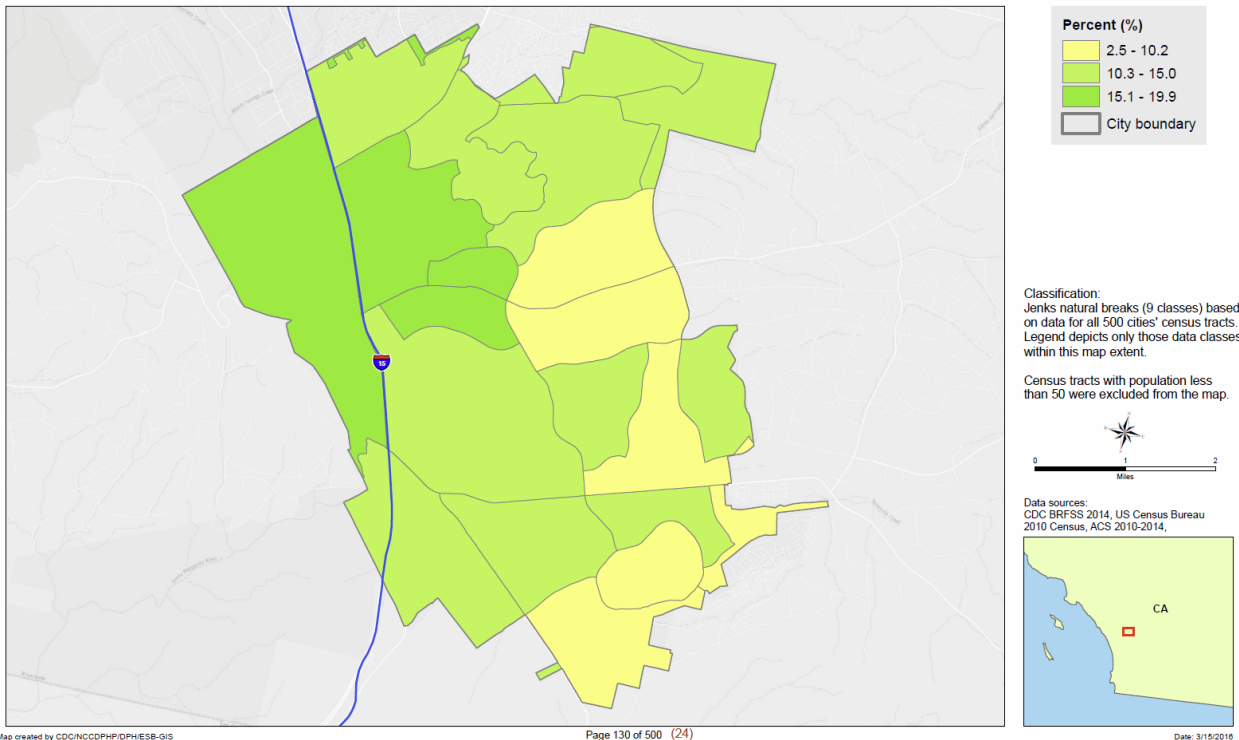 Percent (%)
2.5 - 10.2
10.3 - 15.0
15.1 - 19.9
City boundary
15
Classification:
Jenks natural breaks (9 classes) based
on data for all 500 cities' census tracts.
Legend depicts only those data classes
within this map extent.
Census tracts with population less
than 50 were excluded from the map.
0 1 2
Miles
Data sources:
CDC BRFSS 2014, US Census Bureau
2010 Census, ACS 2010-2014,
CA
Map created by CDC/NCCDPHP/DPH/ESB-GIS
Page 130 of 500 (24)
Date: 3/15/2016